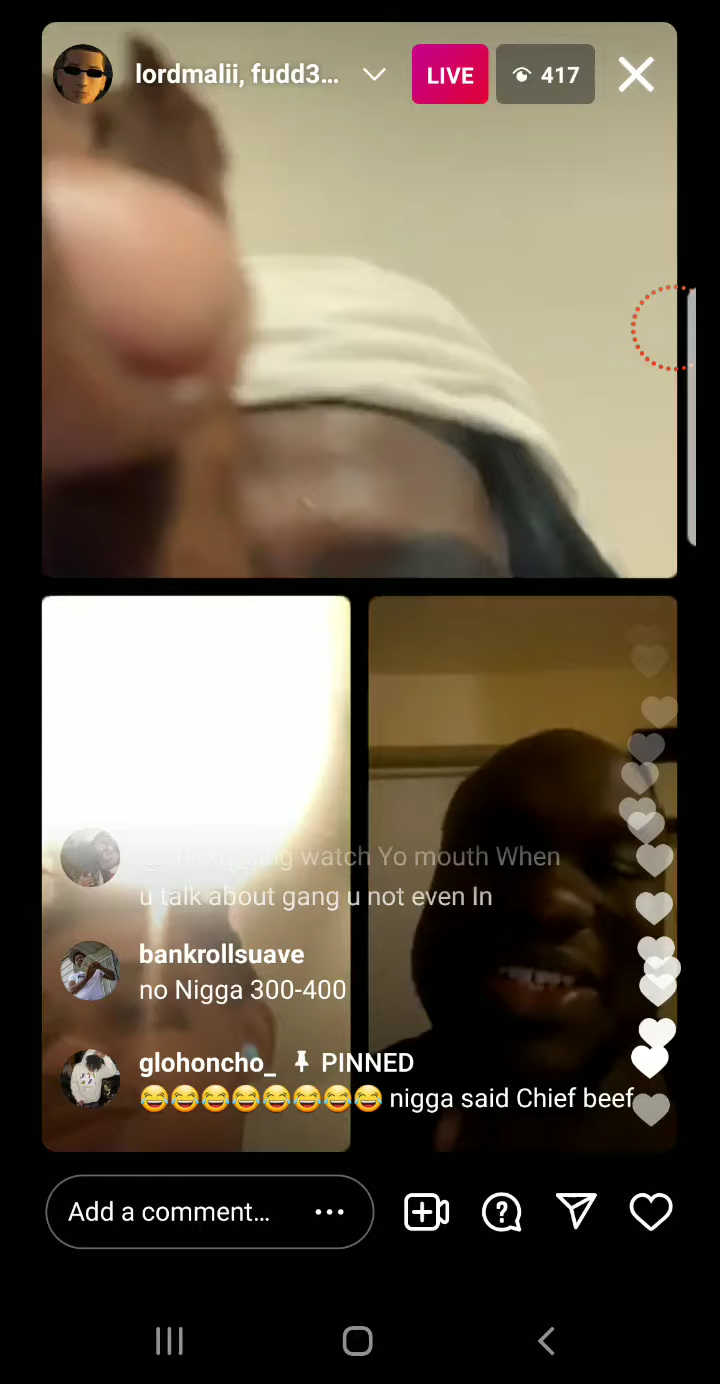 lordmalii, fudd3...
LIVE
417
watch Yo mouth When
u talk about gang u not even In
bankrollsuave
no Nigga 300-400
glohoncho_ PINNED
😂😂😂😂😂😂😂😂 nigga said Chief beef
Add a comment...